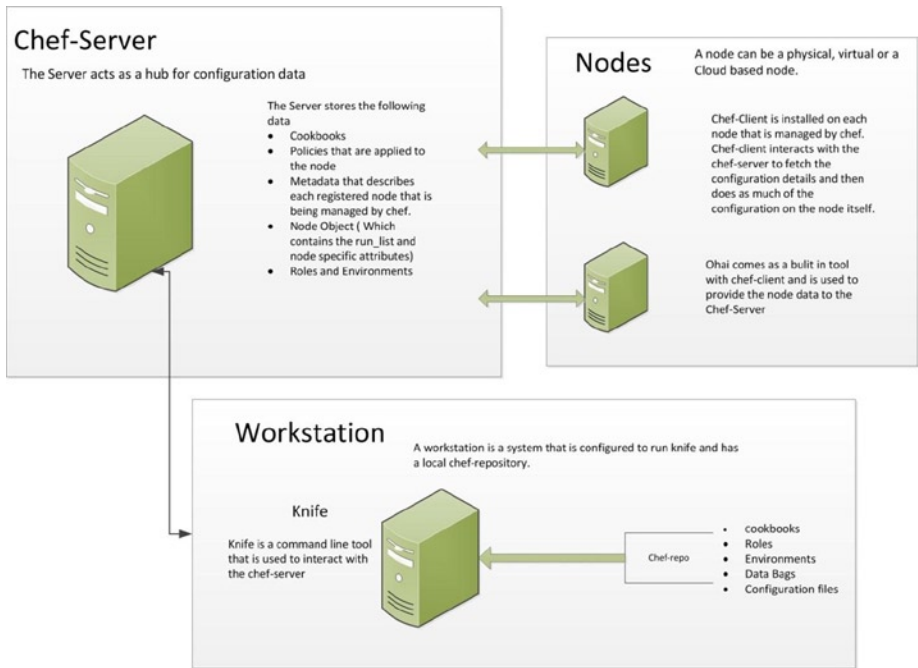 Chef-Server
The Server acts as a hub for configuration data
The Server stores the following
data
• Cookbooks
• Policies that are applied to
the node
• Metadata that describes
each registered node that is
being managed by chef.
• Node Object ( Which
contains the run_list and
node specific attributes)
• Roles and Environments
Nodes
A node can be a physical, virtual or a
Cloud based node.
Chef-Client is installed on each
node that is managed by chef.
Chef-client interacts with the
chef-server to fetch the
configuration details and then
does as much of the
configuration on the node itself.
Ohai comes as a bulit in tool
with chef-client and is used to
provide the node data to the
Chef-Server
Workstation
A workstation is a system that is configured to run knife and has
a local chef-repository.
Knife
Knife is a command line tool
that is used to interact with
the chef-server
Chef-repo
• cookbooks
• Roles
• Environments
• Data Bags
• Configuration files